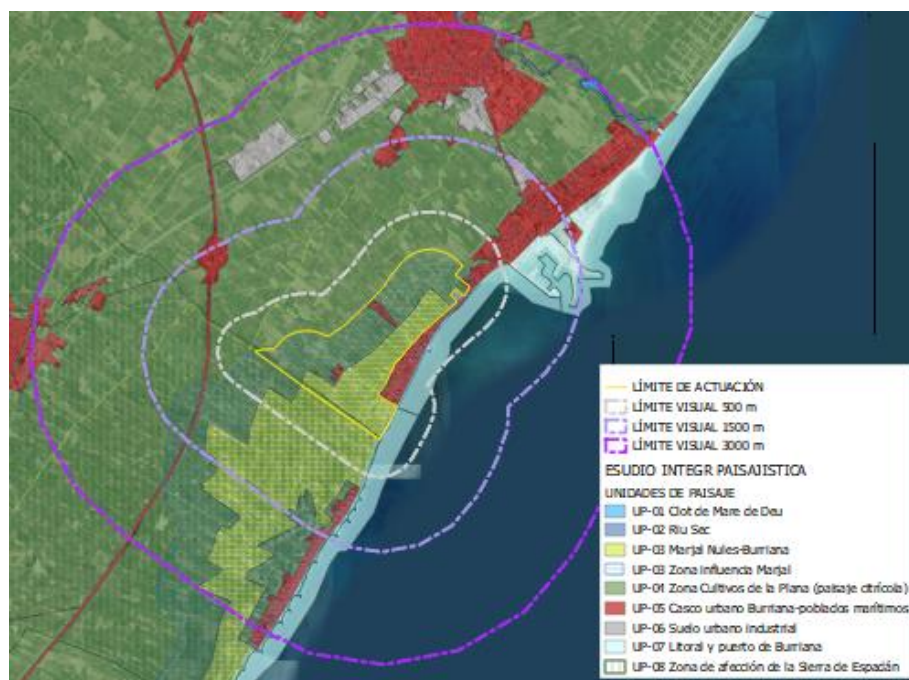 LÍMITE DE ACTUACIÓN
LÍMITE VISUAL 500 m
LÍMITE VISUAL 1500 m
LÍMITE VISUAL 3000 m
ESUDIO INTEGR PAISAJISTICA
UNIDADES DE PAISAJE
UP-01 Clot de Mare de Deu
UP-02 Riu Sec
UP-03 Marjal Nules-Burriana
UP-03 Zona Influencia Marjal
UP-04 Zona Cultivos de la Plana (paisaje citrícola)
UP-05 Casco urbano Burriana-poblados marítimos
UP-06 Suelo urbano industrial
UP-07 Litoral y puerto de Burriana
UP-08 Zona de afección de la Sierra de Espadán